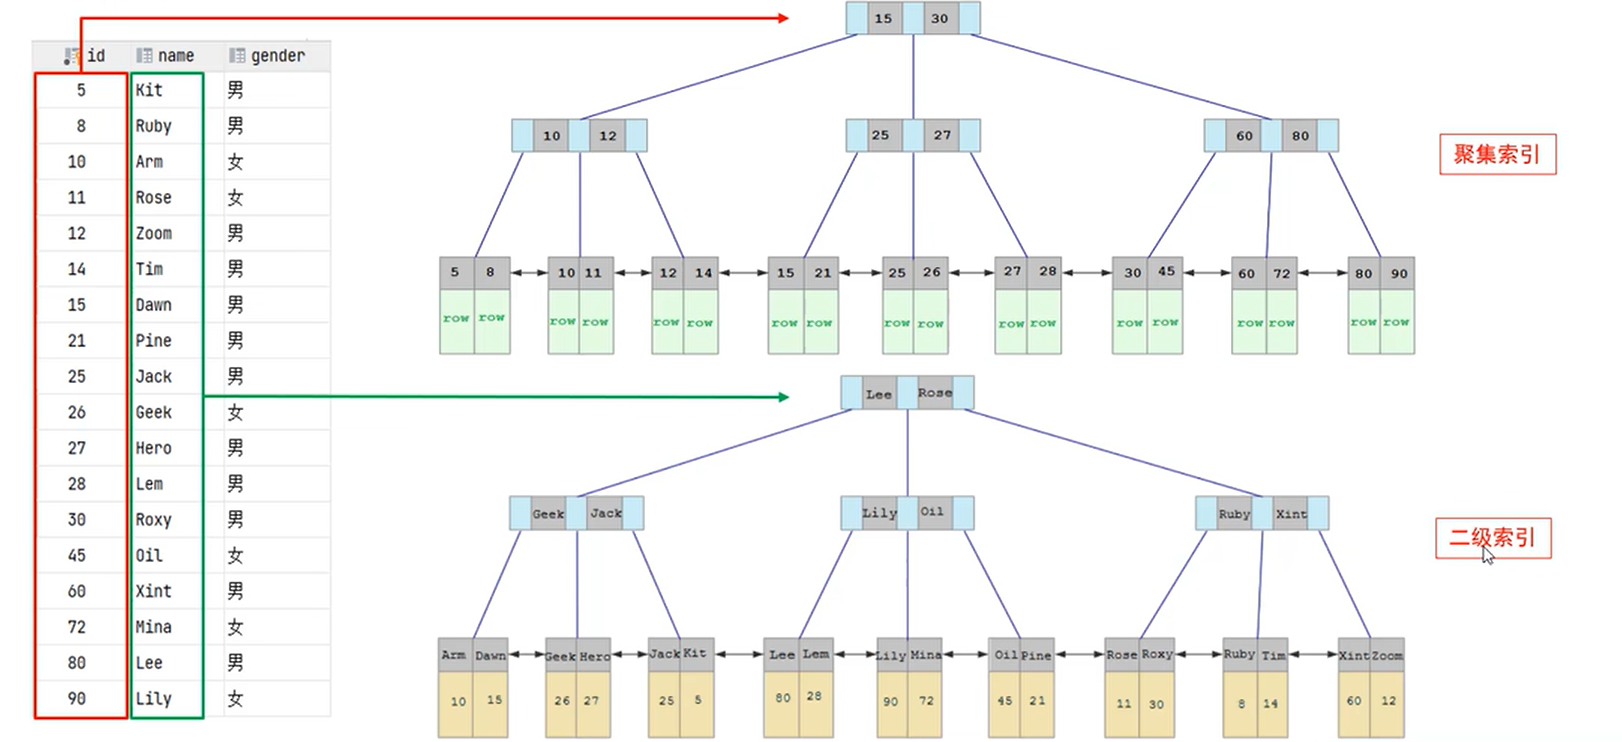 id name gender
5 Kit 男
8 Ruby 男
10 Arm 女
11 Rose 女
12 Zoom 男
14 Tim 男
15 Dawn 男
21 Pine 男
25 Jack 男
26 Geek 女
27 Hero 男
28 Lem 男
30 Roxy 男
45 Oil 女
60 Xint 男
72 Mina 女
80 Lee 男
90 Lily 女
15 30
10 12 25 27 60 80
聚集索引
5 8 10 11 12 14 15 21 25 26 27 28 30 45 60 72 80 90
row row row row row row row row row row row row row row row row row row
Lee Rose
Geek Jack Lily Oil Ruby Xint
二级索引
Arm Dawn Geek Hero Jack Kit Lee Lem Lily Mina Oil Pine Rose Roxy Ruby Tim Xint Zoom
10 15 26 27 25 5 80 28 90 72 45 21 11 30 8 14 60 12